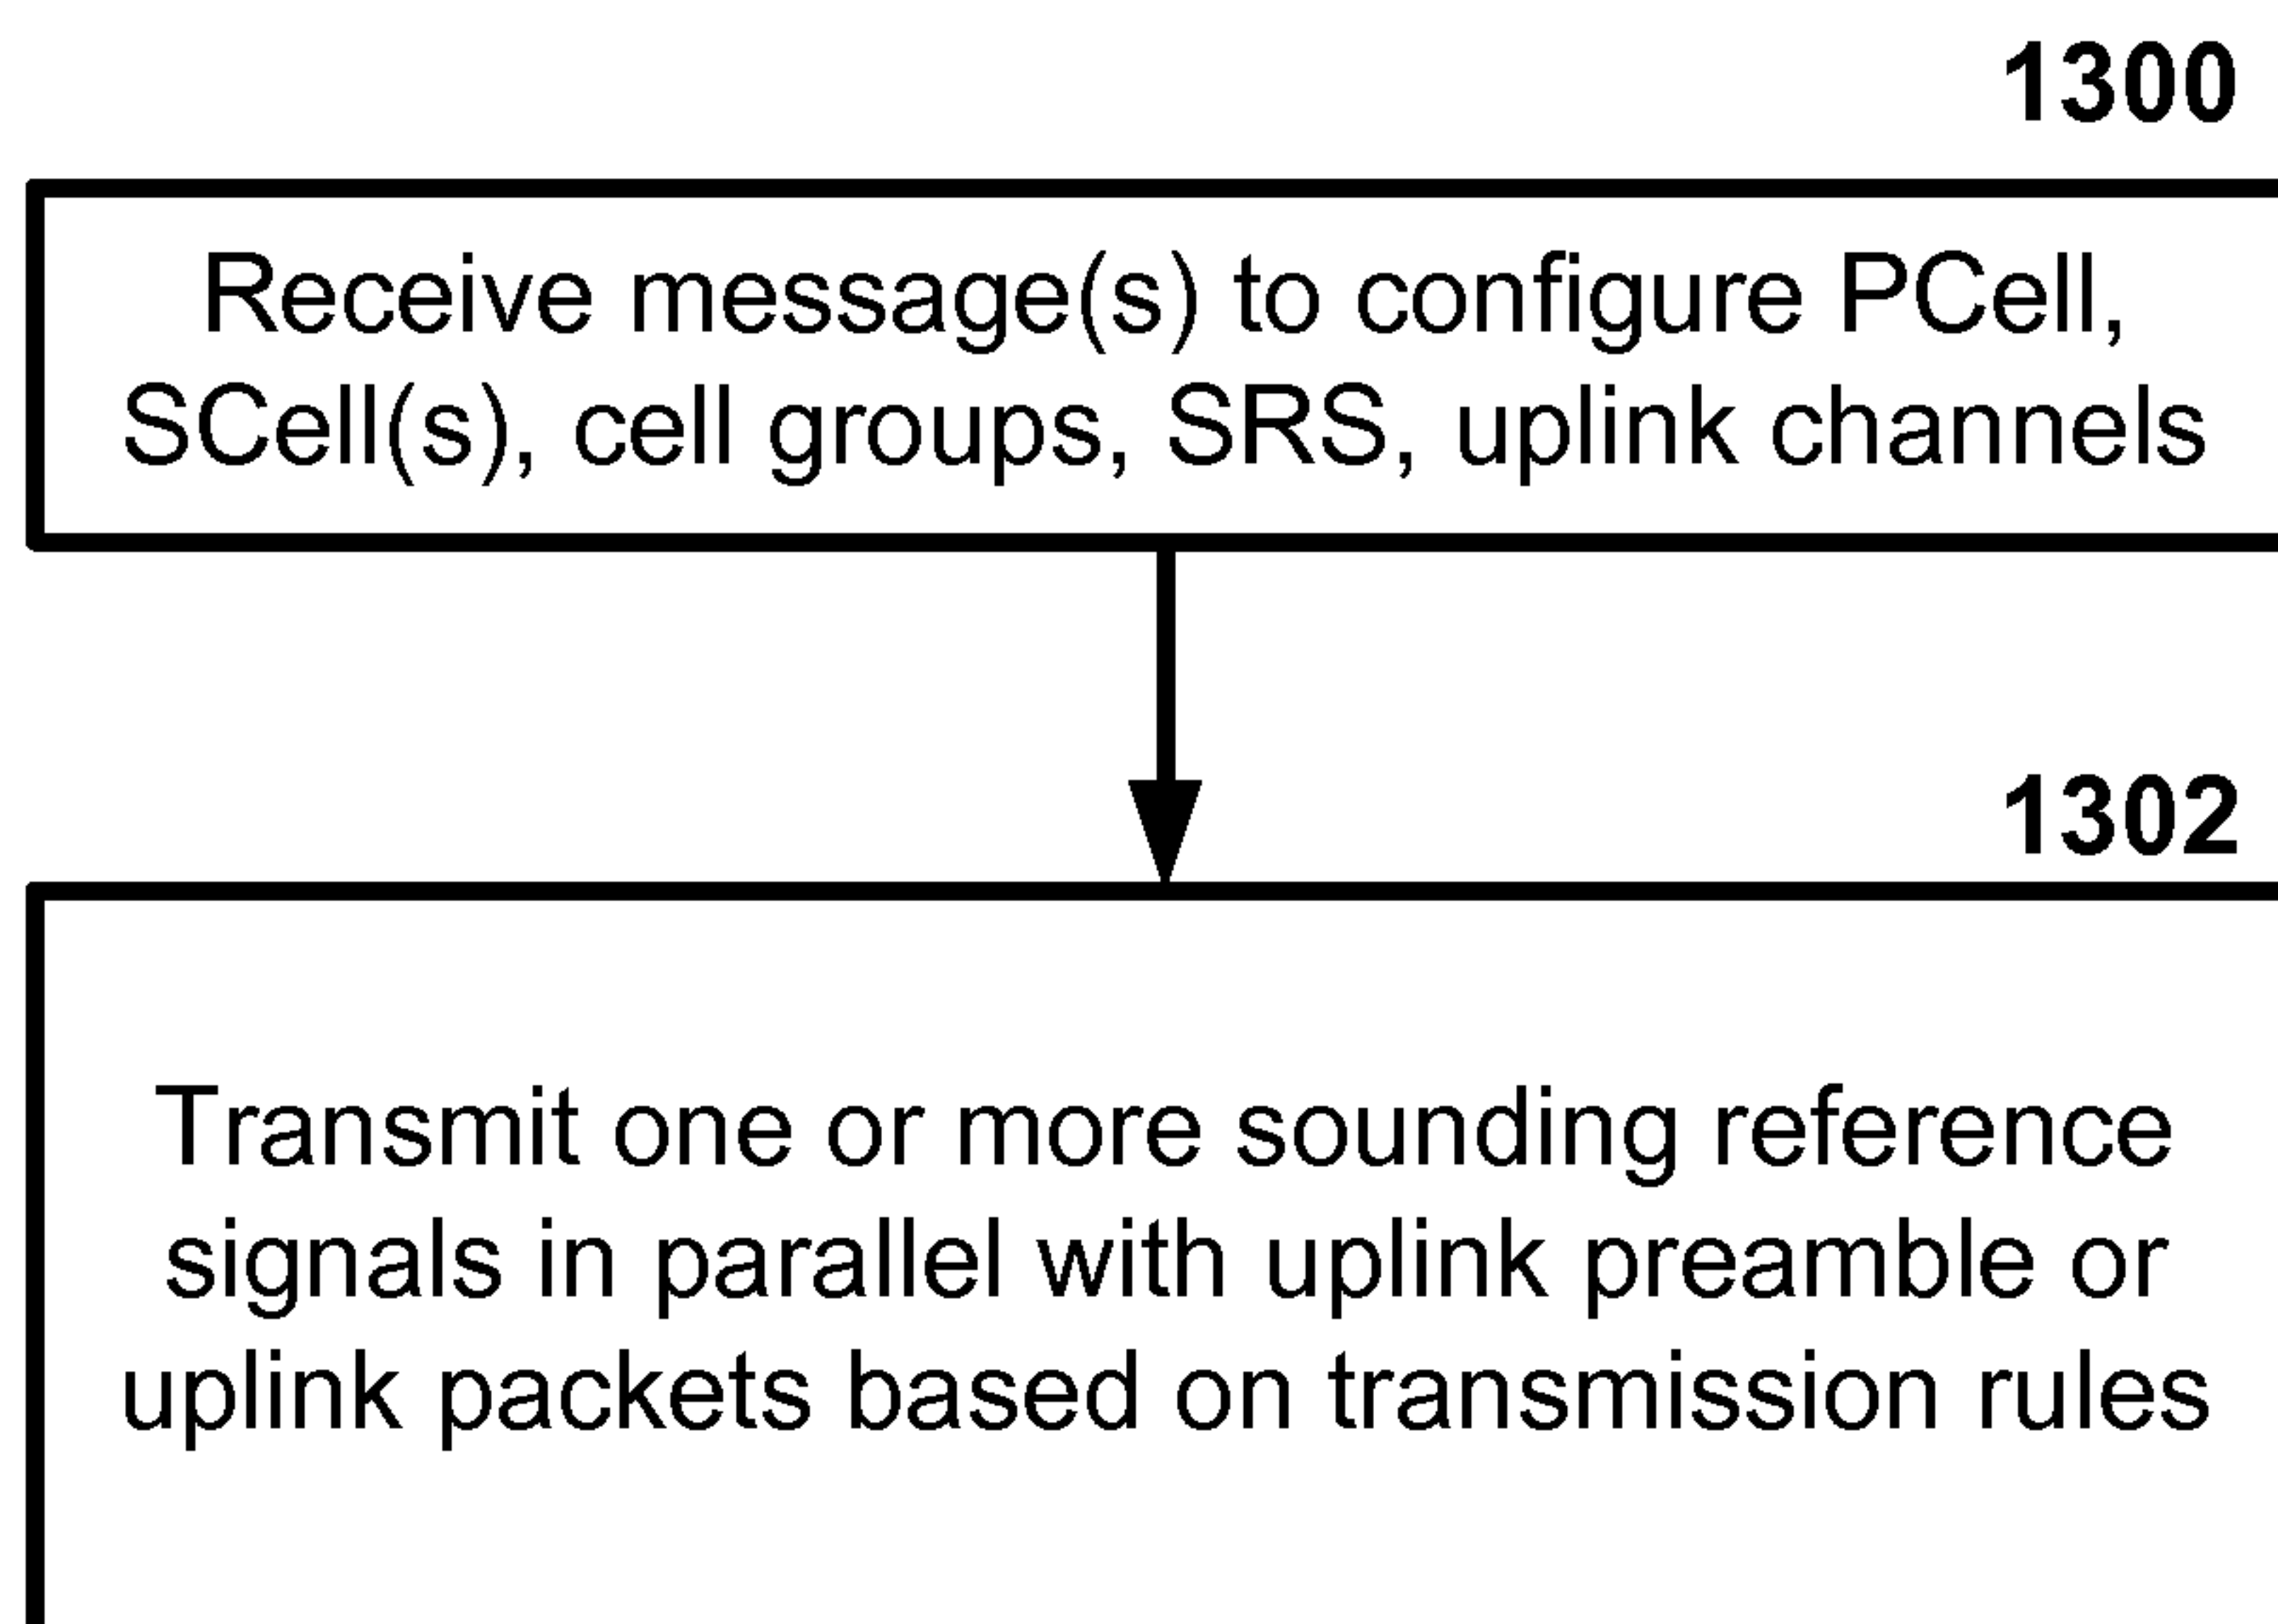 1300
Receive message(s) to configure PCell,
SCell(s), cell groups, SRS, uplink channels
1302
Transmit one or more sounding reference
signals in parallel with uplink preamble or
uplink packets based on transmission rules